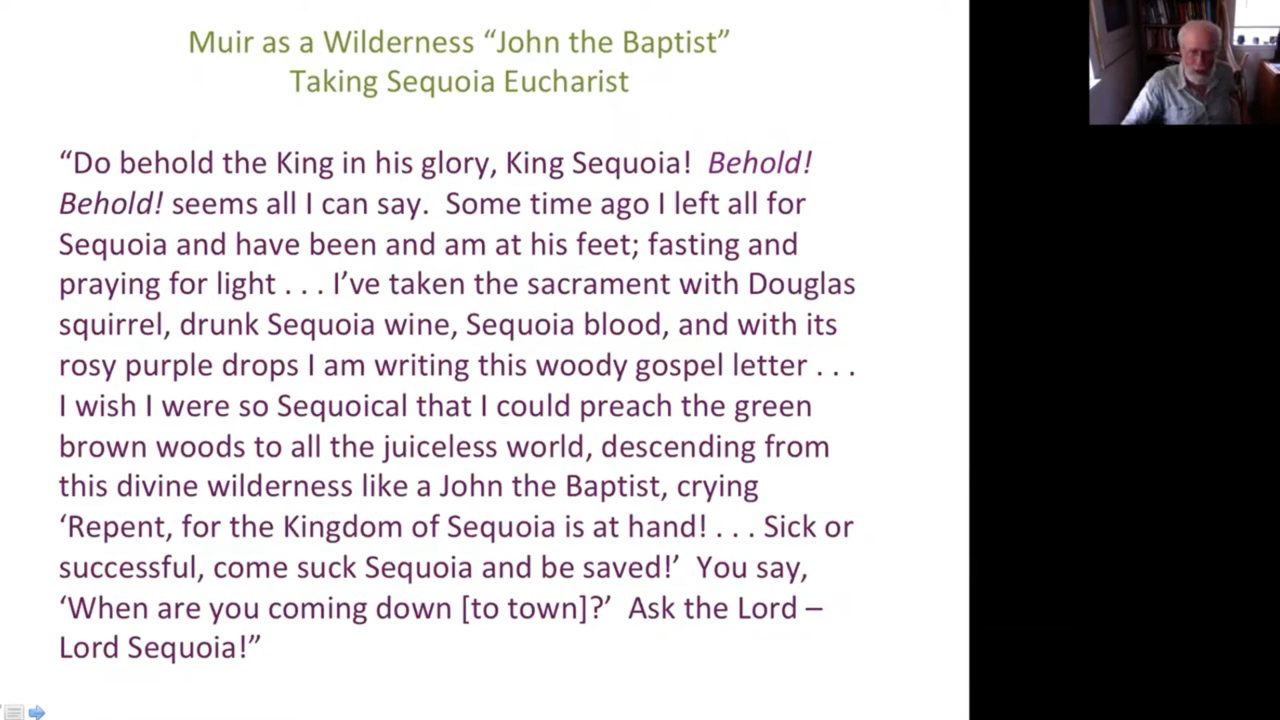 Muir as a Wilderness “John the Baptist”
Taking Sequoia Eucharist
“Do behold the King in his glory, King Sequoia!  Behold!
Behold! seems all I can say.  Some time ago I left all for
Sequoia and have been and am at his feet; fasting and
praying for light . . . I’ve taken the sacrament with Douglas
squirrel, drunk Sequoia wine, Sequoia blood, and with its
rosy purple drops I am writing this woody gospel letter . . .
I wish I were so Sequoical that I could preach the green
brown woods to all the juiceless world, descending from
this divine wilderness like a John the Baptist, crying
‘Repent, for the Kingdom of Sequoia is at hand! . . . Sick or
successful, come suck Sequoia and be saved!’  You say,
‘When are you coming down [to town]?’  Ask the Lord –
Lord Sequoia!”